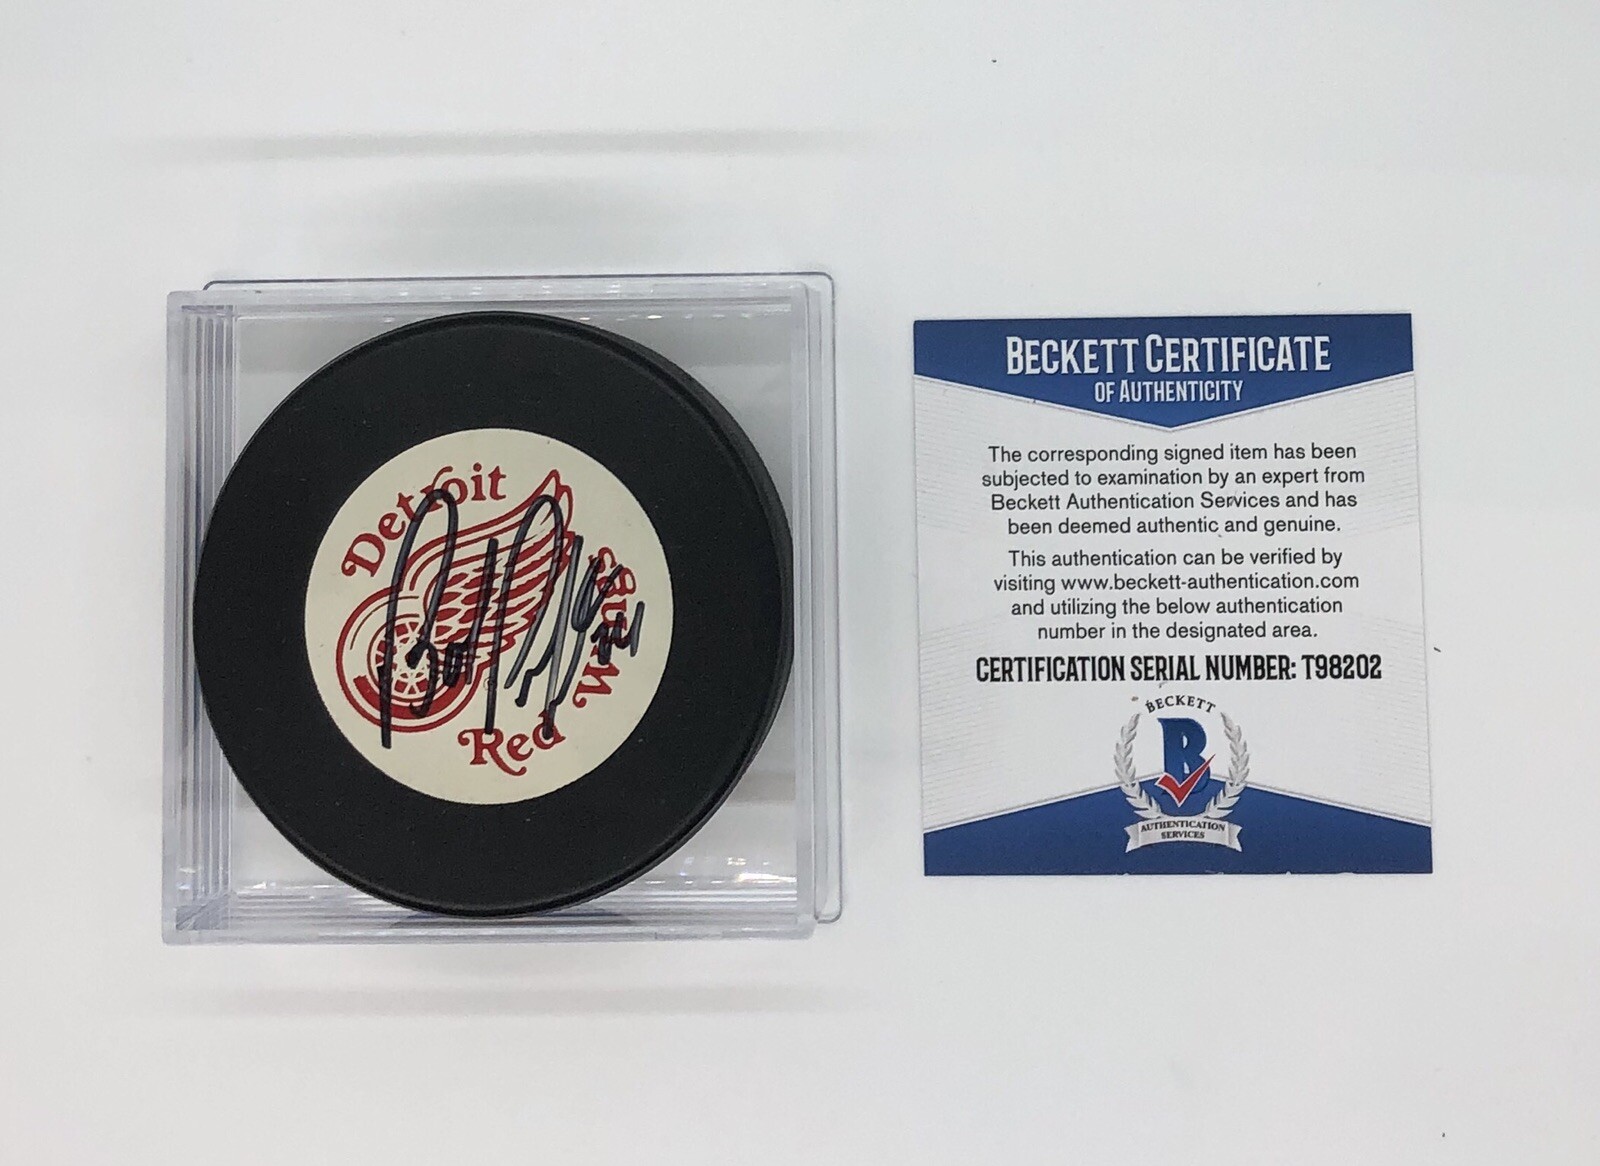 Detroit
Red Wings
®
BECKETT CERTIFICATE
OF AUTHENTICITY
The corresponding signed item has been
subjected to examination by an expert from
Beckett Authentication Services and has
been deemed authentic and genuine.
This authentication can be verified by
visiting www.beckett-authentication.com
and utilizing the below authentication
number in the designated area.
CERTIFICATION SERIAL NUMBER: T98202
BECKETT
B
AUTHENTICATION
SERVICES